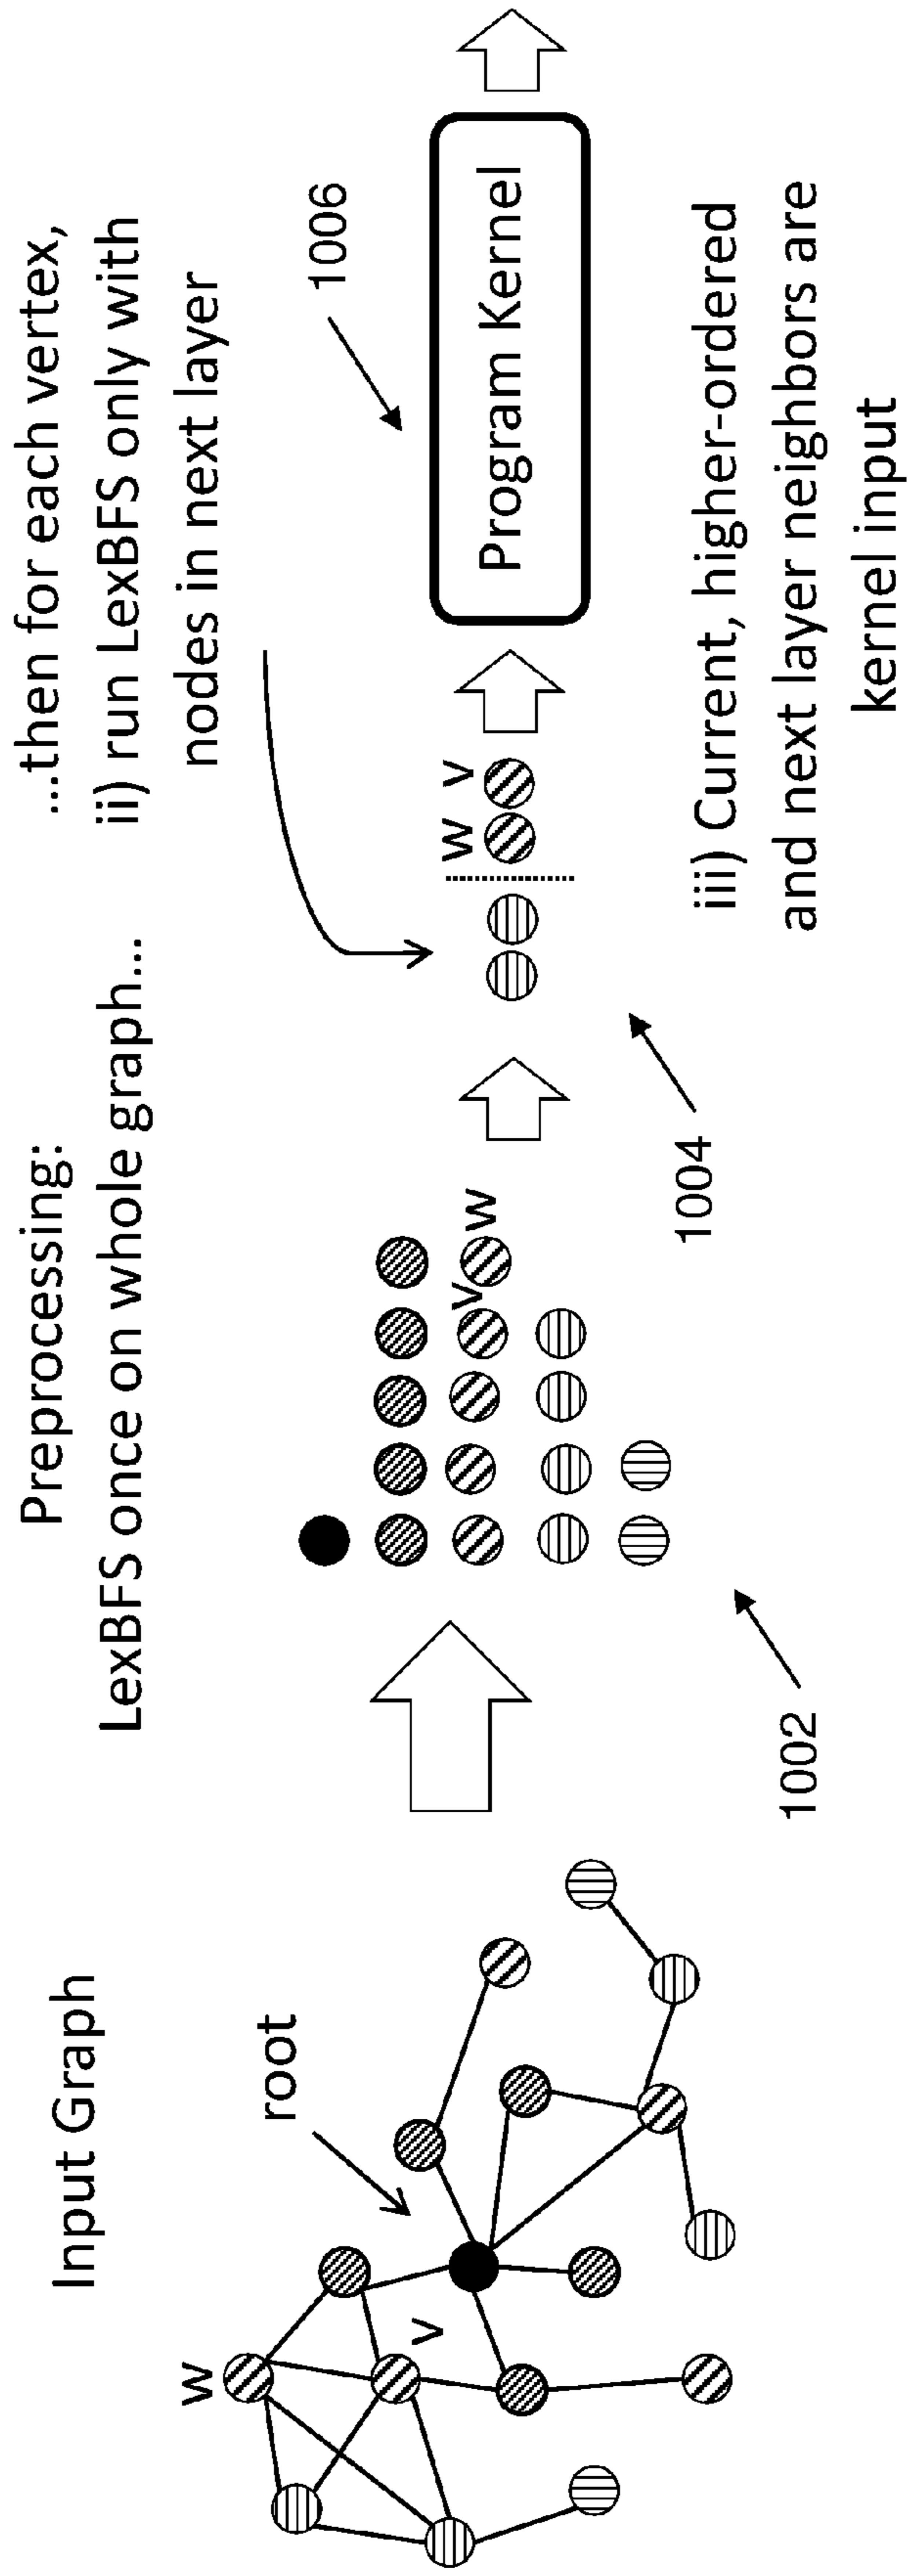 Input Graph
root
w
v
Preprocessing:
LexBFS once on whole graph...
v
w
1002
...then for each vertex,
ii) run LexBFS only with
nodes in next layer
w v
1004
1006
Program Kernel
iii) Current, higher-ordered
and next layer neighbors are
kernel input